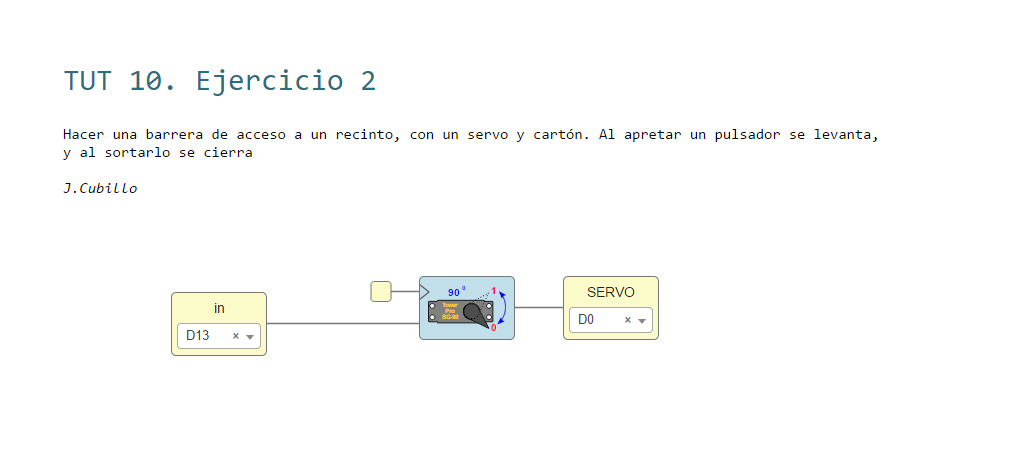 TUT 10. Ejercicio 2
Hacer una barrera de acceso a un recinto, con un servo y cartón. Al apretar un pulsador se levanta,
y al sortarlo se cierra
J.Cubillo
in
D13 ×
90 º
1
Tower
Pro
SG-90
0
SERVO
D0 ×